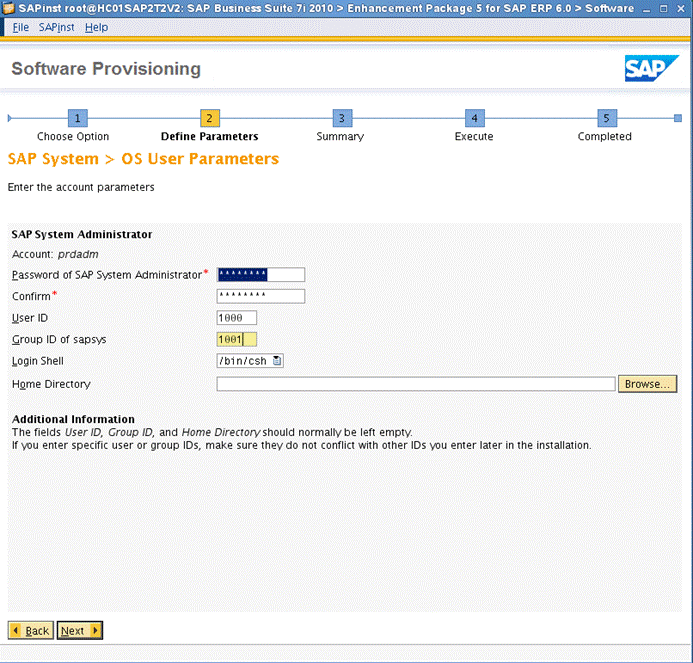 SAPinst root@HC01SAP2T2V2: SAP Business Suite 7i 2010 > Enhancement Package 5 for SAP ERP 6.0 > Software
File SAPinst Help
Software Provisioning
SAP
1 2 3 4 5
Choose Option Define Parameters Summary Execute Completed
SAP System > OS User Parameters
Enter the account parameters
SAP System Administrator
Account: prdadm
Password of SAP System Administrator* ********
Confirm* ********
User ID 1000
Group ID of sapsys 1001
Login Shell /bin/csh
Home Directory Browse...
Additional Information
The fields User ID, Group ID, and Home Directory should normally be left empty.
If you enter specific user or group IDs, make sure they do not conflict with other IDs you enter later in the installation.
Back Next